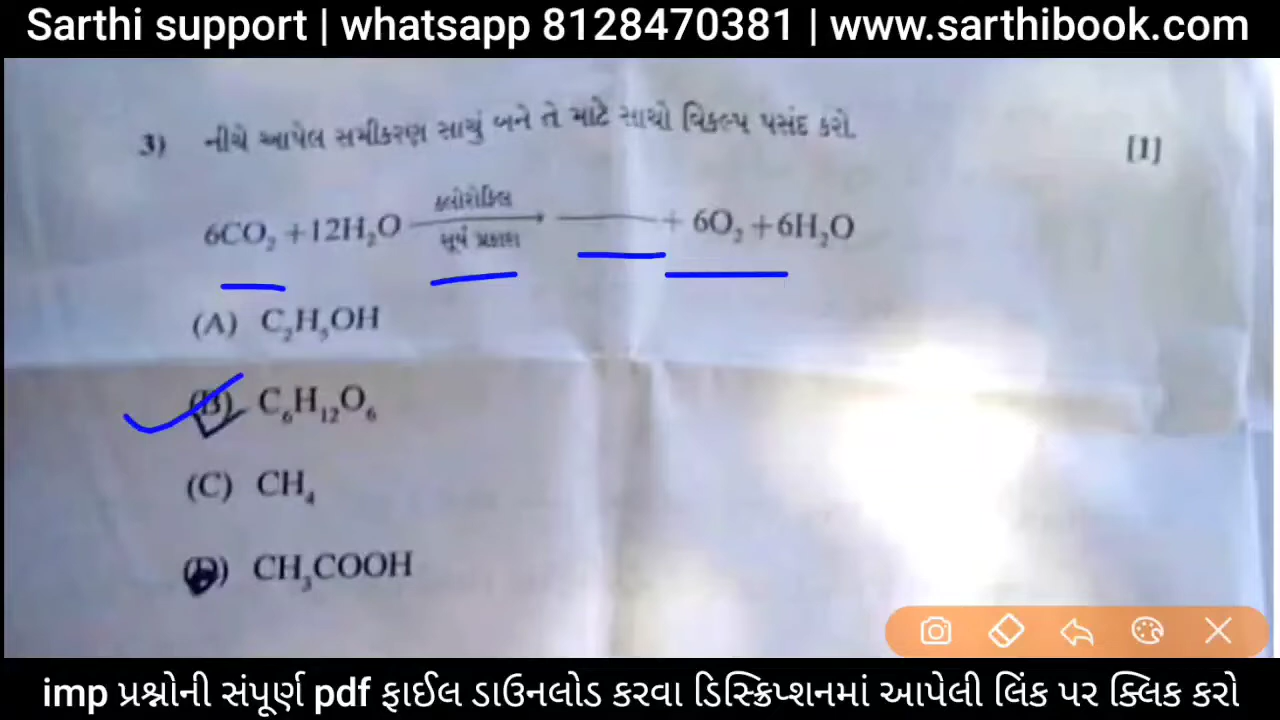 Sarthi support | whatsapp 8128470381 | www.sarthibook.com
3) નીચે આપેલ સમીકરણ સાચું બને તે માટે સાચો વિકલ્પ પસંદ કરો. [1]
ક્લોરોફિલ
6CO₂ + 12H₂O ⟶ ______ + 6O₂ + 6H₂O
સૂર્ય પ્રકાશ
(A) C₂H₅OH
(B) C₆H₁₂O₆
(C) CH₄
(D) CH₃COOH
imp પ્રશ્નોની સંપૂર્ણ pdf ફાઈલ ડાઉનલોડ કરવા ડિસ્ક્રિપ્શનમાં આપેલી લિંક પર ક્લિક કરો